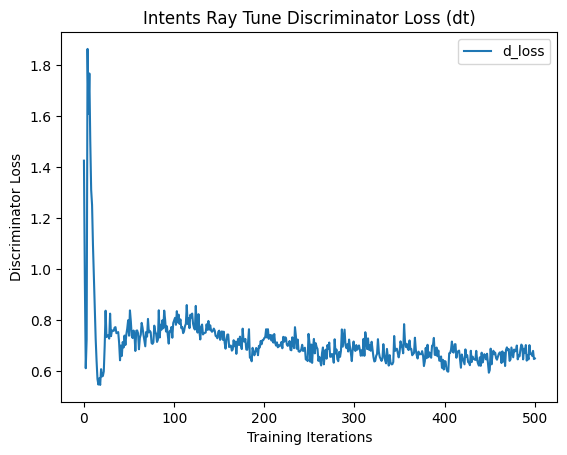 Intents Ray Tune Discriminator Loss (dt)
d_loss
Discriminator Loss
1.8
1.6
1.4
1.2
1.0
0.8
0.6
0 100 200 300 400 500
Training Iterations